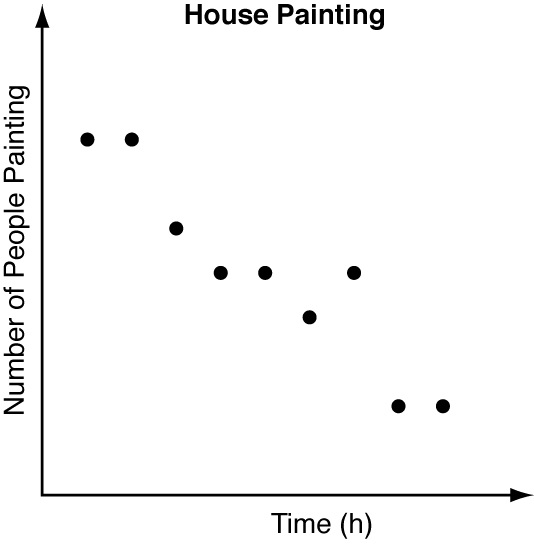 House Painting
Number of People Painting
Time (h)